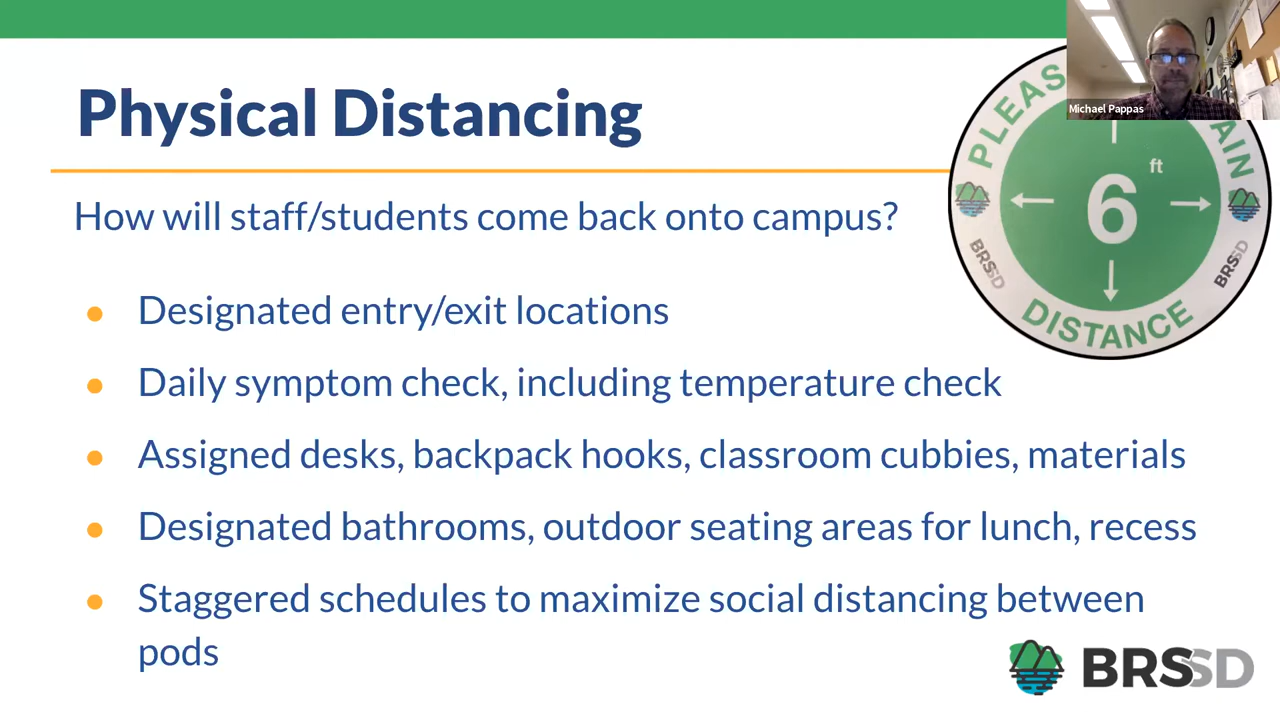 Physical Distancing
How will staff/students come back onto campus?
● Designated entry/exit locations
● Daily symptom check, including temperature check
● Assigned desks, backpack hooks, classroom cubbies, materials
● Designated bathrooms, outdoor seating areas for lunch, recess
● Staggered schedules to maximize social distancing between
pods
Michael Pappas
6 ft
DISTANCE
BRSSD
BRSSD
BRSSD